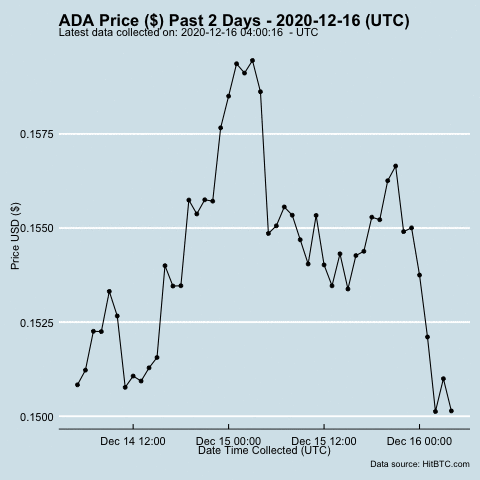 ADA Price ($) Past 2 Days - 2020-12-16 (UTC)
Latest data collected on: 2020-12-16 04:00:16 - UTC
0.1575
0.1550
0.1525
0.1500
Price USD ($)
Dec 14 12:00 Dec 15 00:00 Dec 15 12:00 Dec 16 00:00
Date Time Collected (UTC)
Data source: HitBTC.com